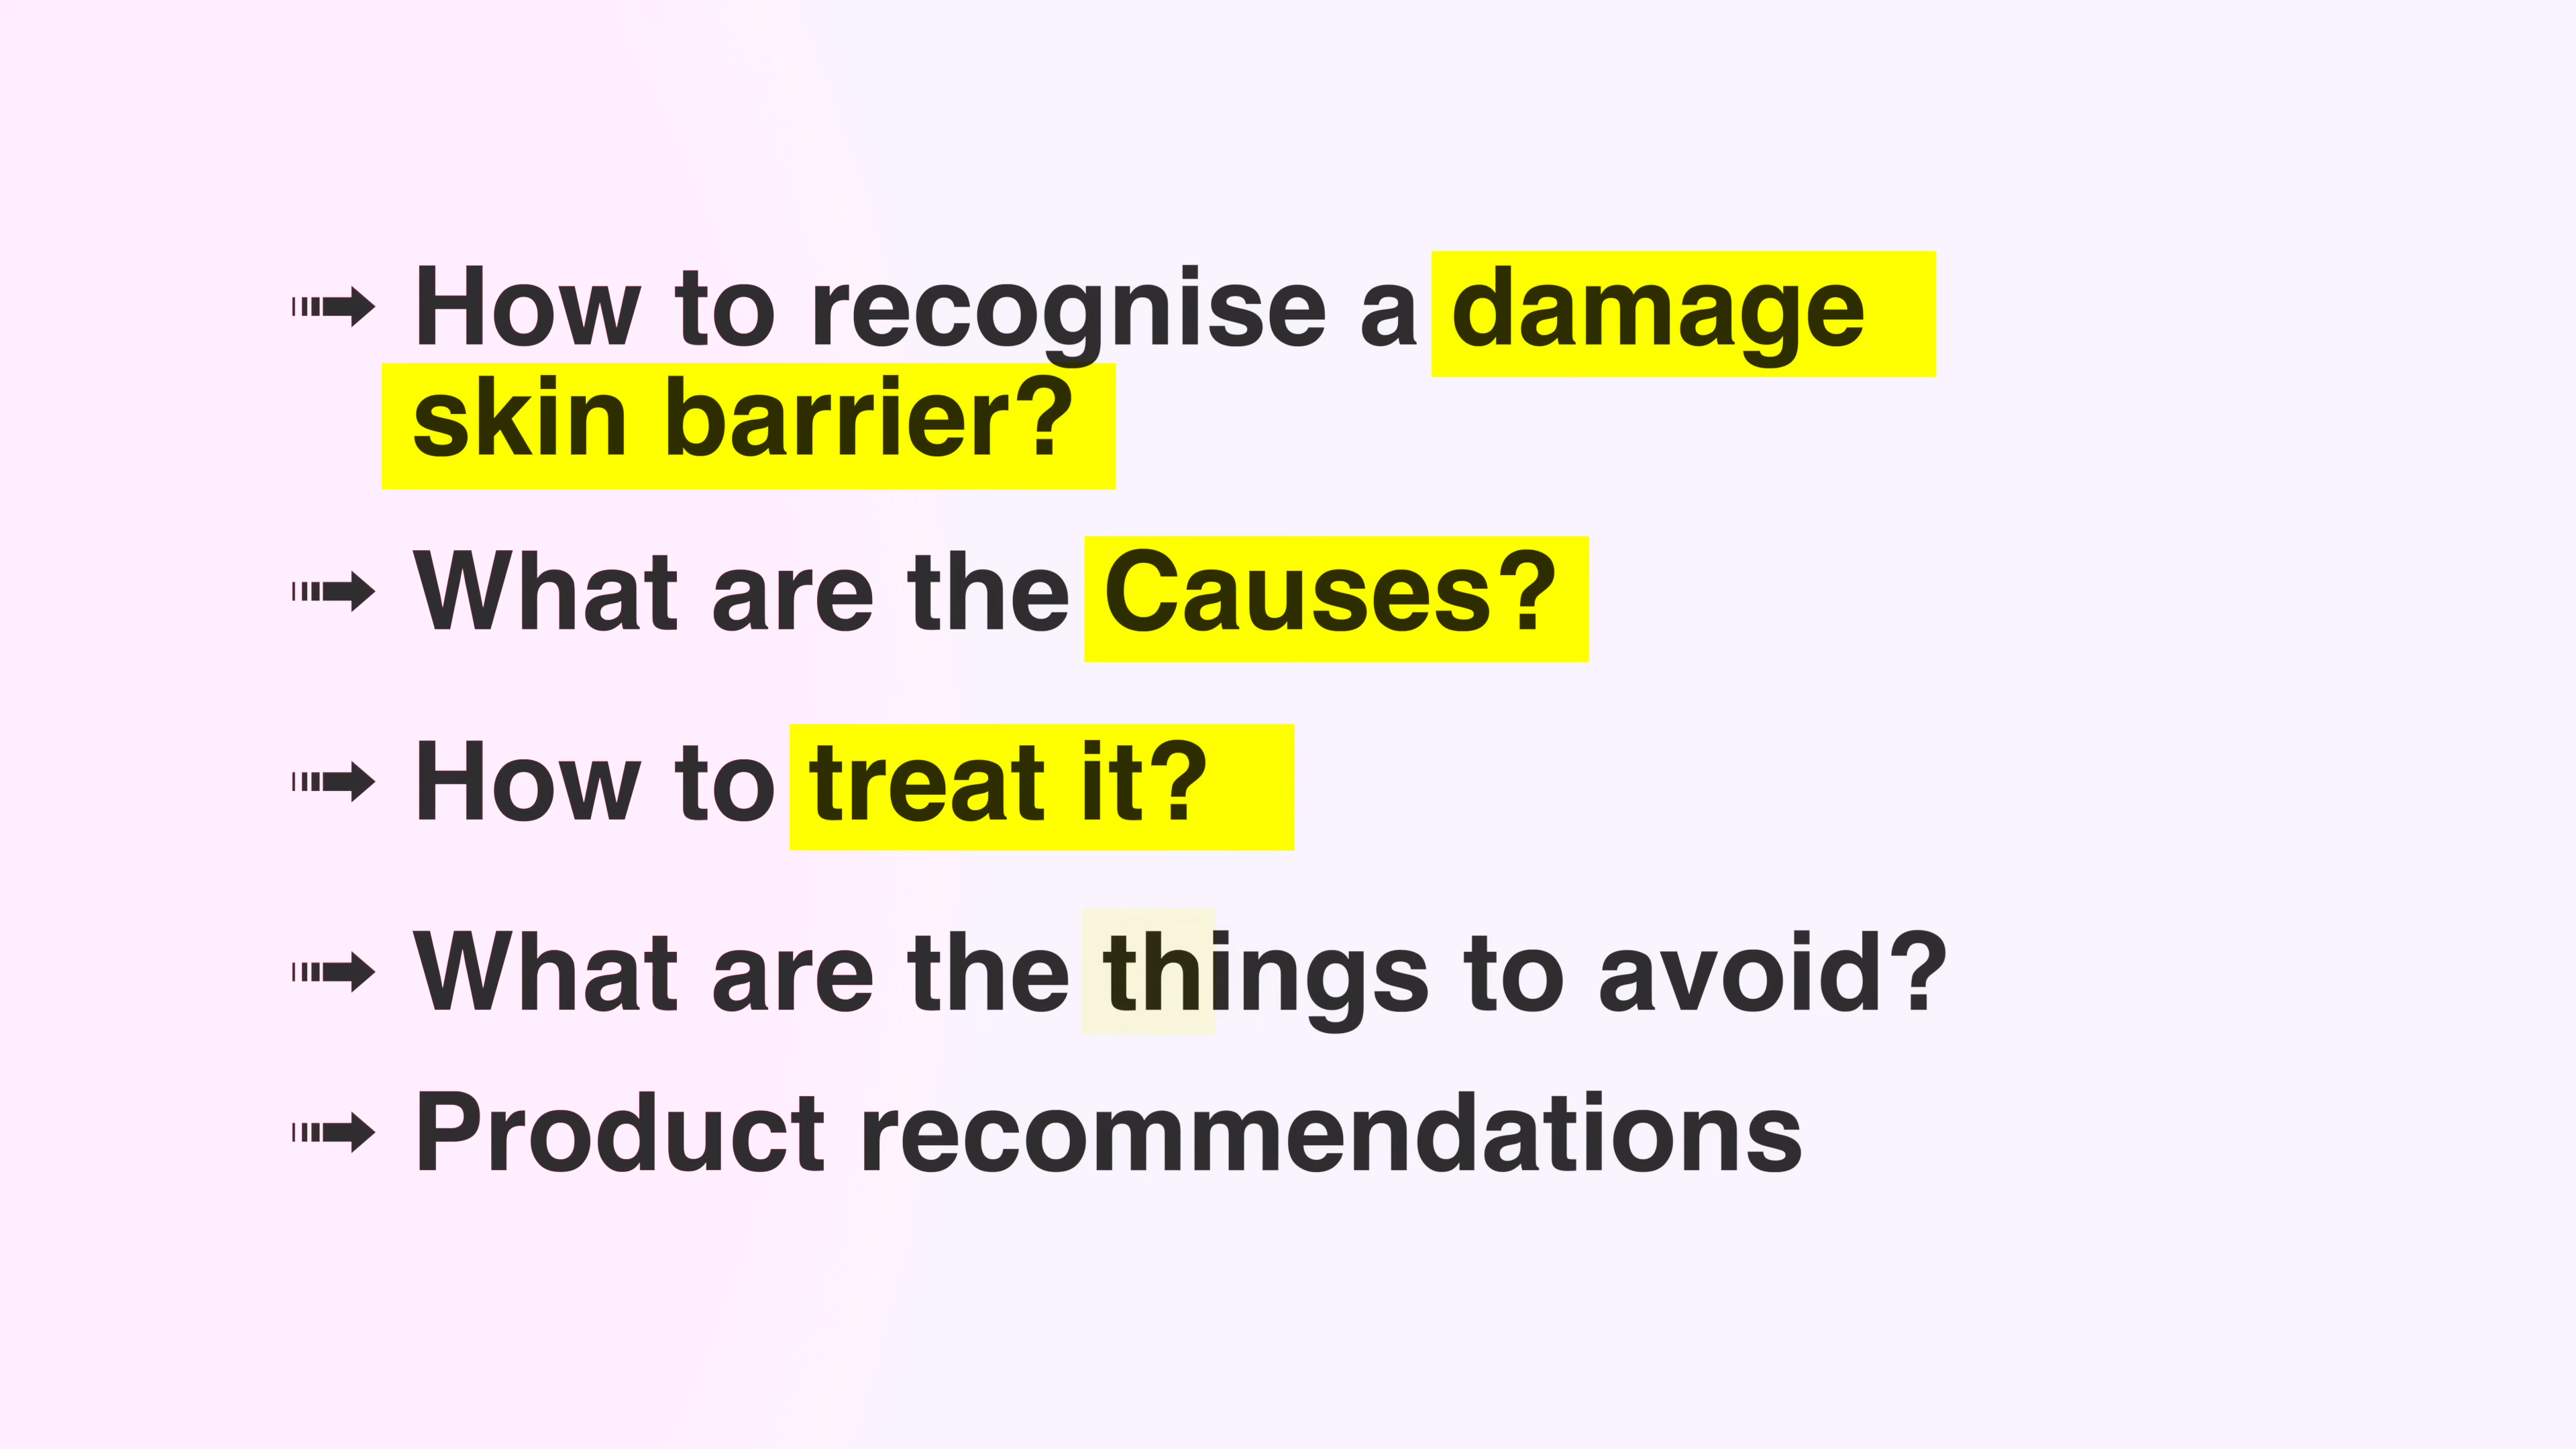 ➟ How to recognise a damage
skin barrier?
➟ What are the Causes?
➟ How to treat it?
➟ What are the things to avoid?
➟ Product recommendations